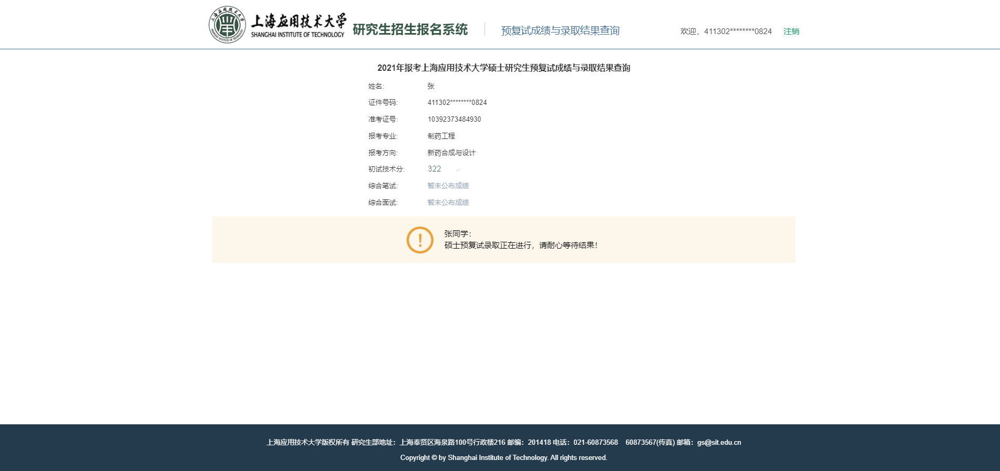 上海应用技术大学
SHANGHAI INSTITUTE OF TECHNOLOGY
研究生招生报名系统
预复试成绩与录取结果查询
欢迎，411302********0824 注销
2021年报考上海应用技术大学硕士研究生预复试成绩与录取结果查询
姓名: 张
证件号码: 411302********0824
准考证号: 10392373484930
报考专业: 制药工程
报考方向: 新药合成与设计
初试技术分: 322
综合笔试: 暂未公布成绩
综合面试: 暂未公布成绩
张同学：
硕士预复试录取正在进行，请耐心等待结果！
上海应用技术大学版权所有 研究生部地址：上海奉贤区海泉路100号行政楼216 邮编：201418 电话：021-60873568 60873567(传真) 邮箱：gs@sit.edu.cn
Copyright © by Shanghai Institute of Technology. All rights reserved.